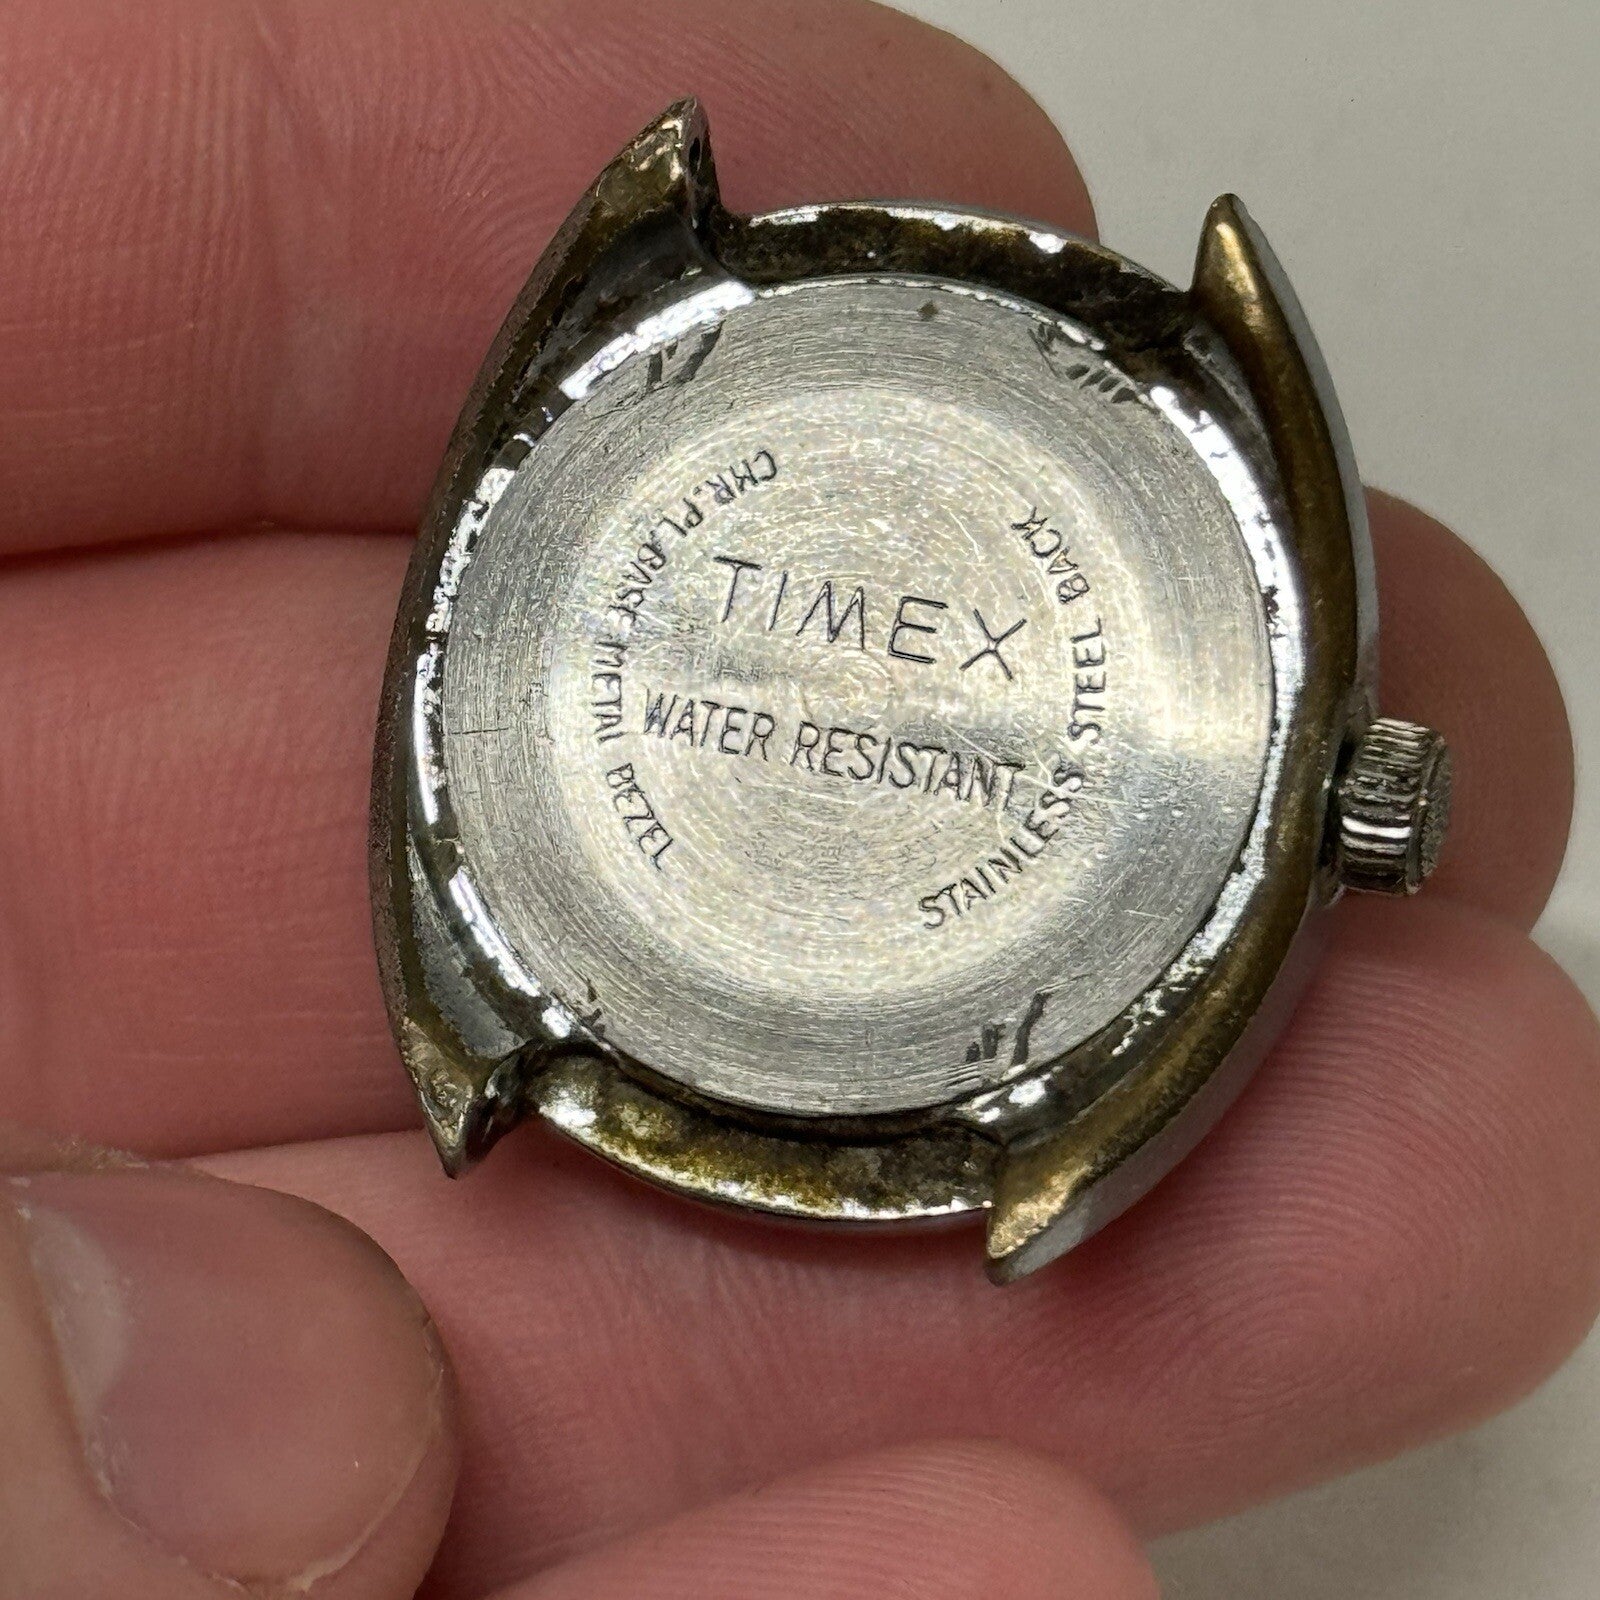 TIMEX
WATER RESISTANT
STAINLESS STEEL BACK
CHR. PL. BASE METAL BEZEL